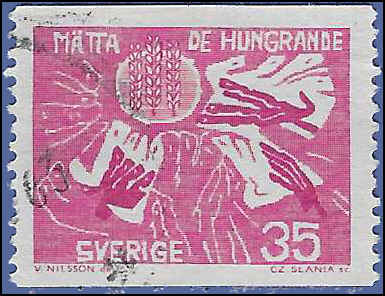 MÄTTA DE HUNGRANDE
SVERIGE 35
V. NILSSON CZ. SLANIA SC.